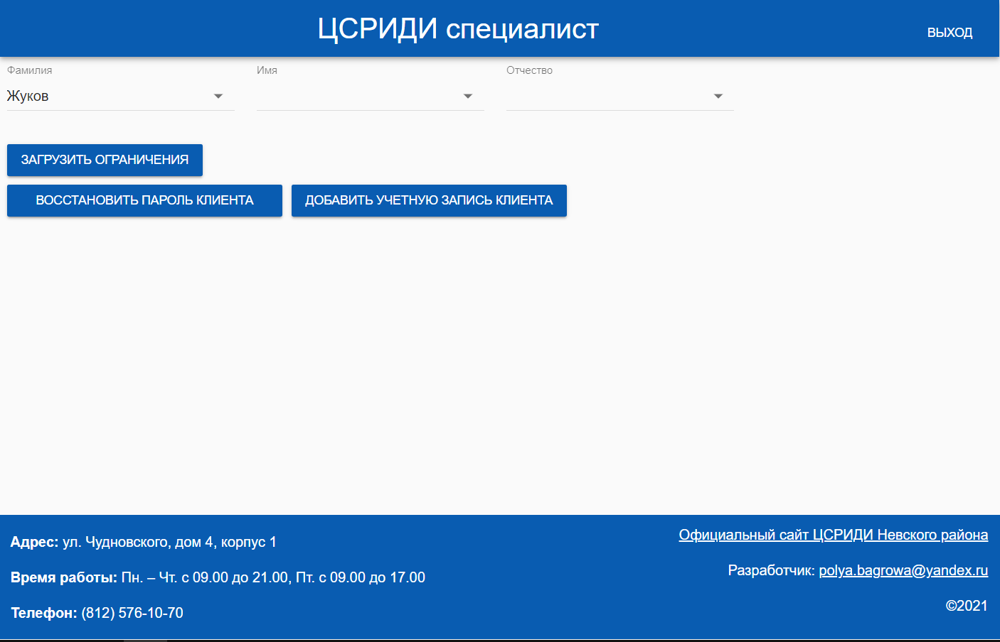 ЦСРИДИ специалист
ВЫХОД
Фамилия
Имя
Отчество
Жуков
ЗАГРУЗИТЬ ОГРАНИЧЕНИЯ
ВОССТАНОВИТЬ ПАРОЛЬ КЛИЕНТА
ДОБАВИТЬ УЧЕТНУЮ ЗАПИСЬ КЛИЕНТА
Адрес: ул. Чудновского, дом 4, корпус 1
Время работы: Пн. – Чт. с 09.00 до 21.00, Пт. с 09.00 до 17.00
Телефон: (812) 576-10-70
Официальный сайт ЦСРИДИ Невского района
Разработчик: polya.bagrowa@yandex.ru
©2021